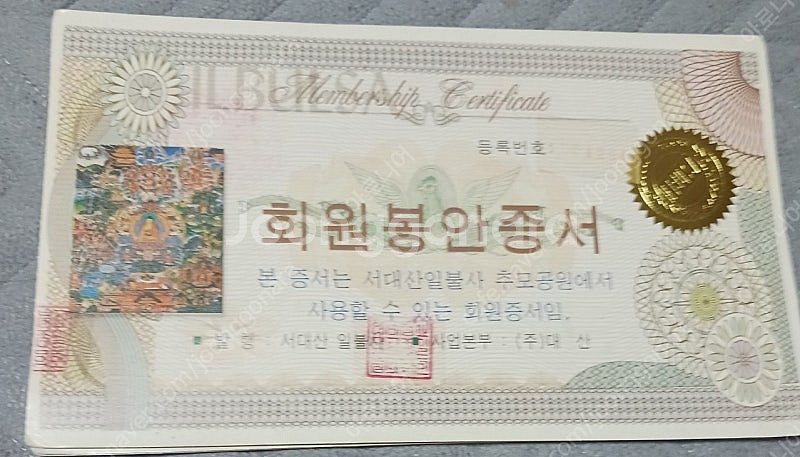 ILBULSA
Membership Certificate
등록번호:
회원봉안증서
본 증서는 서대산일불사 추모공원에서
사용할 수 있는 회원증서임.
■ 발 행 : 서대산 일불사 ■ 사업본부 : (주)대 산